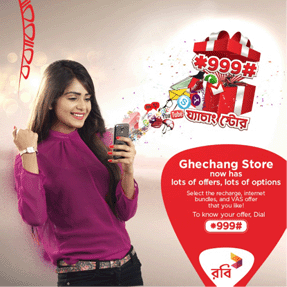 *999#
YouTube
ঘ্যাচাং স্টোর
Ghechang Store
now has
lots of offers, lots of options
Select the recharge, internet
bundles, and VAS offer
that you like!
To know your offer, Dial
*999#
রবি